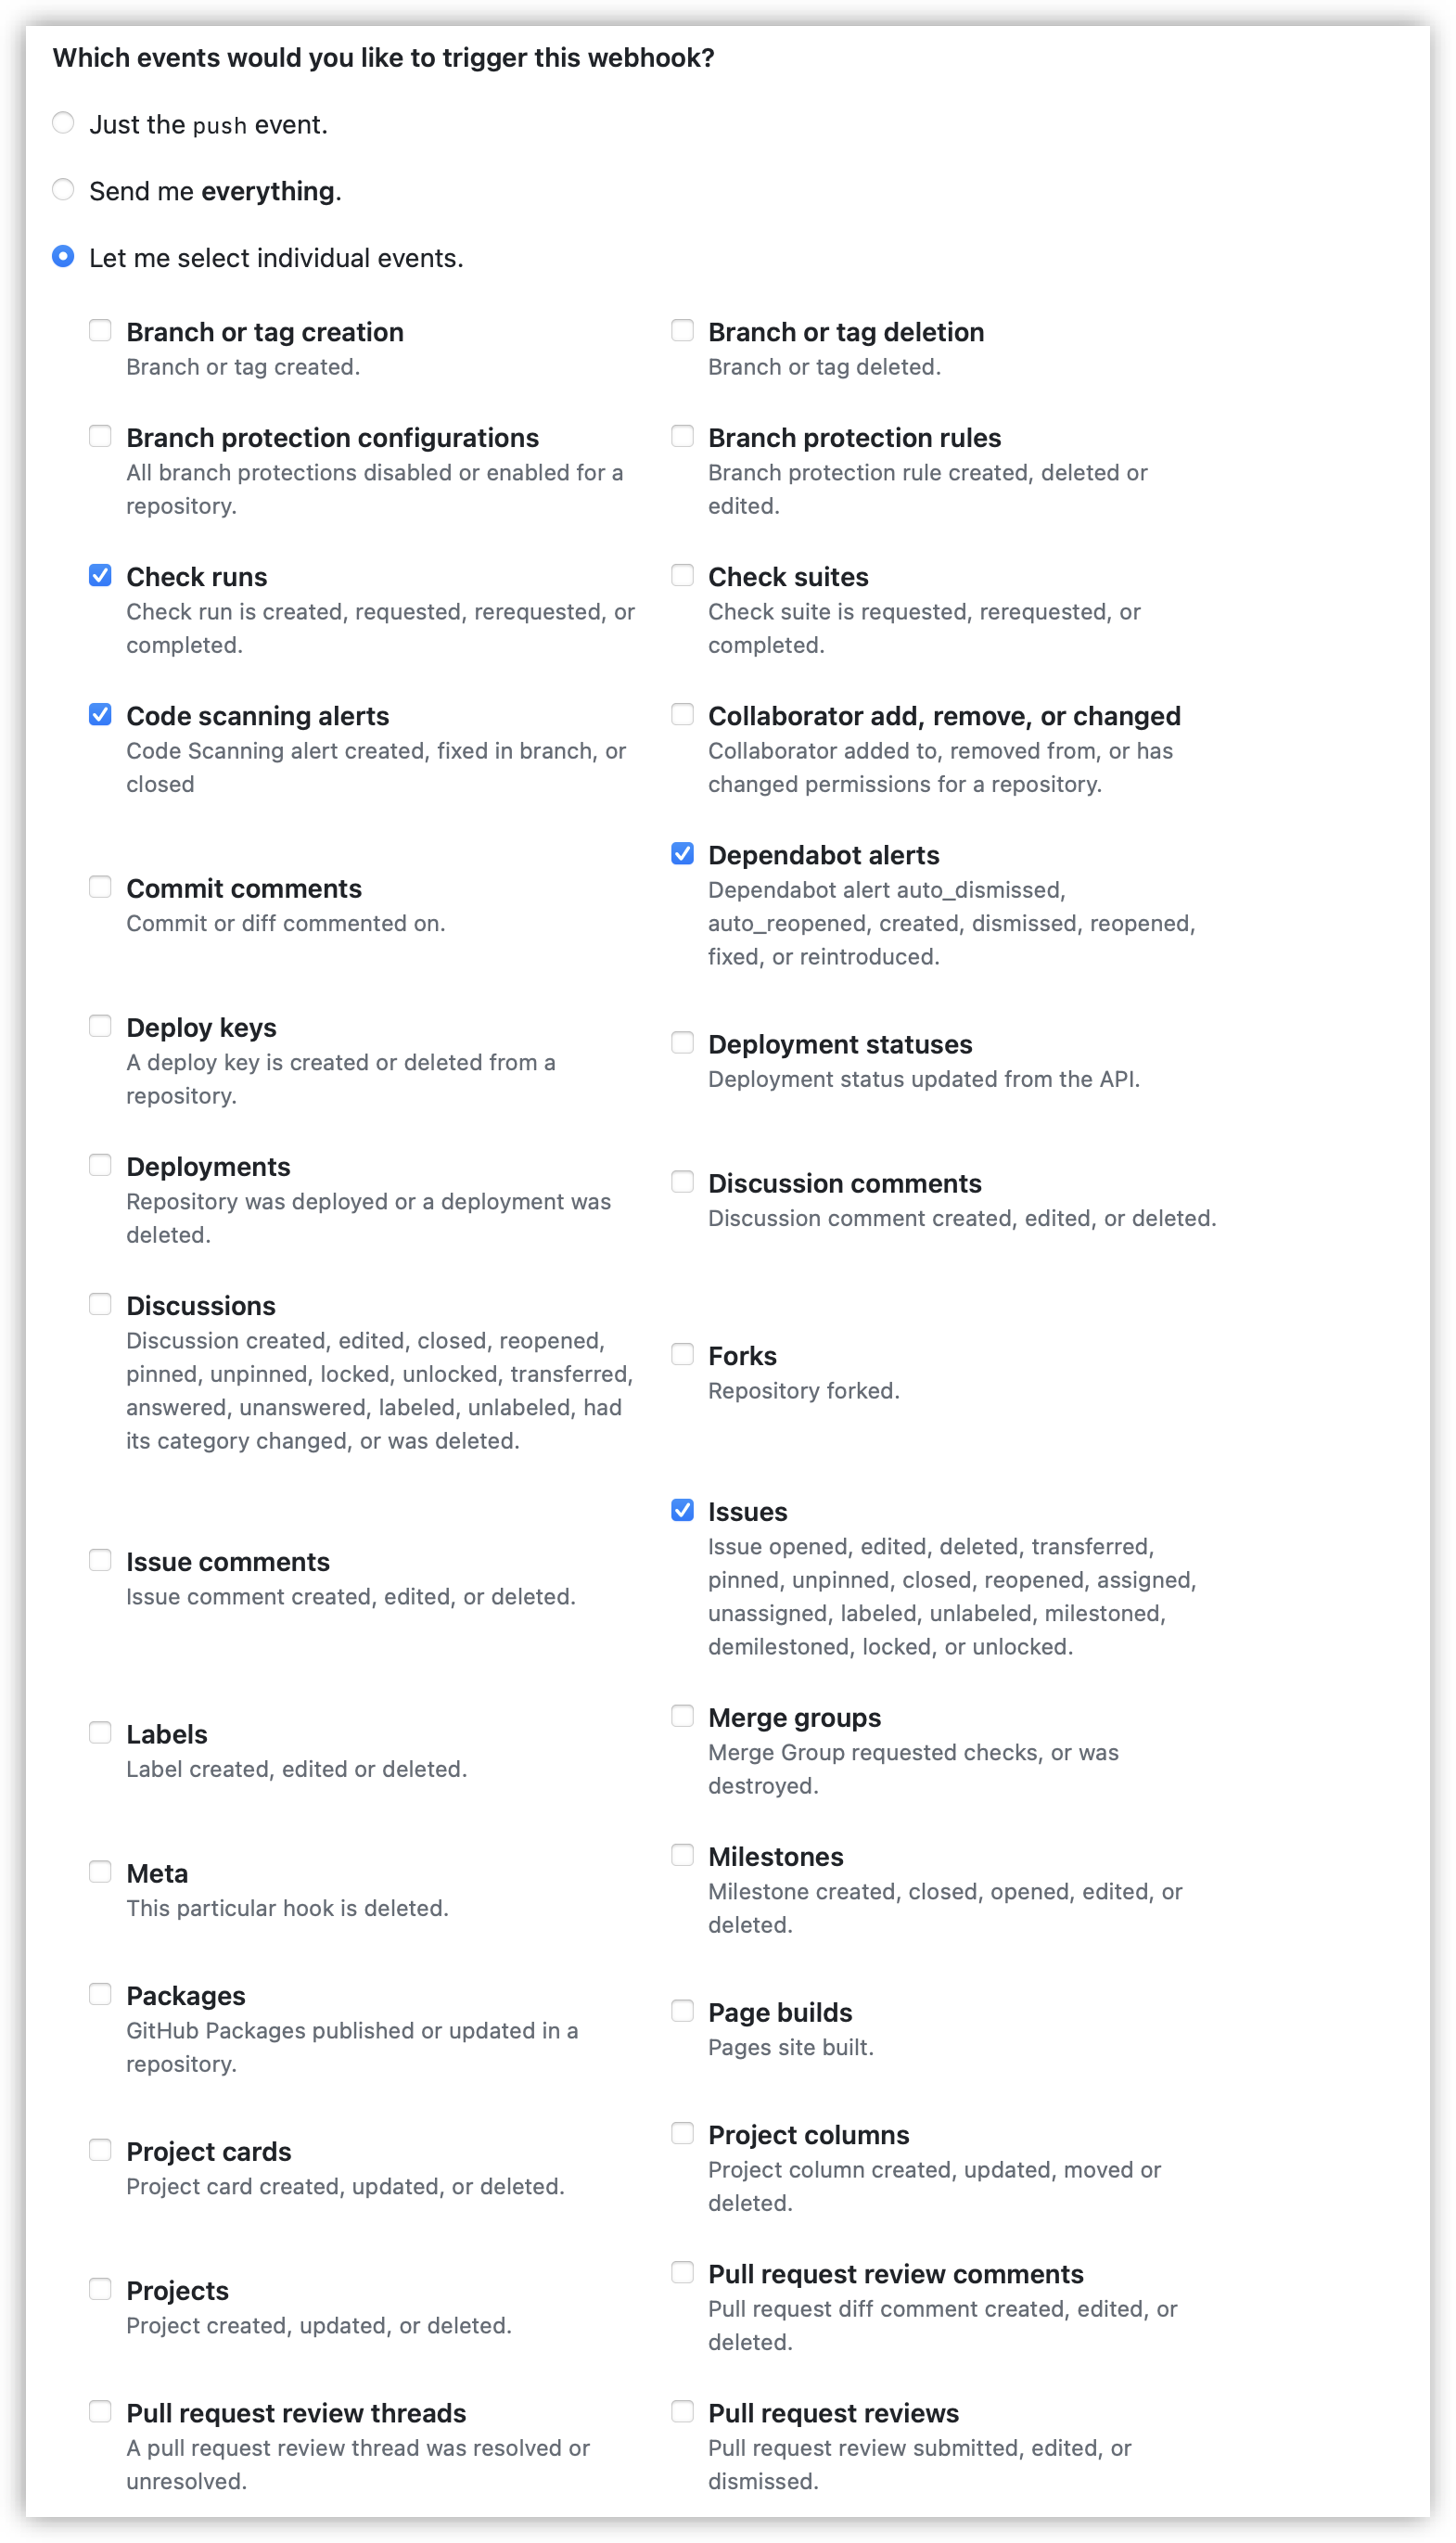 Which events would you like to trigger this webhook?
Just the push event.
Send me everything.
Let me select individual events.
Branch or tag creation
Branch or tag created.
Branch or tag deletion
Branch or tag deleted.
Branch protection configurations
All branch protections disabled or enabled for a
repository.
Branch protection rules
Branch protection rule created, deleted or
edited.
Check runs
Check run is created, requested, rerequested, or
completed.
Check suites
Check suite is requested, rerequested, or
completed.
Code scanning alerts
Code Scanning alert created, fixed in branch, or
closed
Collaborator add, remove, or changed
Collaborator added to, removed from, or has
changed permissions for a repository.
Commit comments
Commit or diff commented on.
Dependabot alerts
Dependabot alert auto_dismissed,
auto_reopened, created, dismissed, reopened,
fixed, or reintroduced.
Deploy keys
A deploy key is created or deleted from a
repository.
Deployment statuses
Deployment status updated from the API.
Deployments
Repository was deployed or a deployment was
deleted.
Discussion comments
Discussion comment created, edited, or deleted.
Discussions
Discussion created, edited, closed, reopened,
pinned, unpinned, locked, unlocked, transferred,
answered, unanswered, labeled, unlabeled, had
its category changed, or was deleted.
Forks
Repository forked.
Issue comments
Issue comment created, edited, or deleted.
Issues
Issue opened, edited, deleted, transferred,
pinned, unpinned, closed, reopened, assigned,
unassigned, labeled, unlabeled, milestoned,
demilestoned, locked, or unlocked.
Labels
Label created, edited or deleted.
Merge groups
Merge Group requested checks, or was
destroyed.
Meta
This particular hook is deleted.
Milestones
Milestone created, closed, opened, edited, or
deleted.
Packages
GitHub Packages published or updated in a
repository.
Page builds
Pages site built.
Project cards
Project card created, updated, or deleted.
Project columns
Project column created, updated, moved or
deleted.
Projects
Project created, updated, or deleted.
Pull request review comments
Pull request diff comment created, edited, or
deleted.
Pull request review threads
A pull request review thread was resolved or
unresolved.
Pull request reviews
Pull request review submitted, edited, or
dismissed.